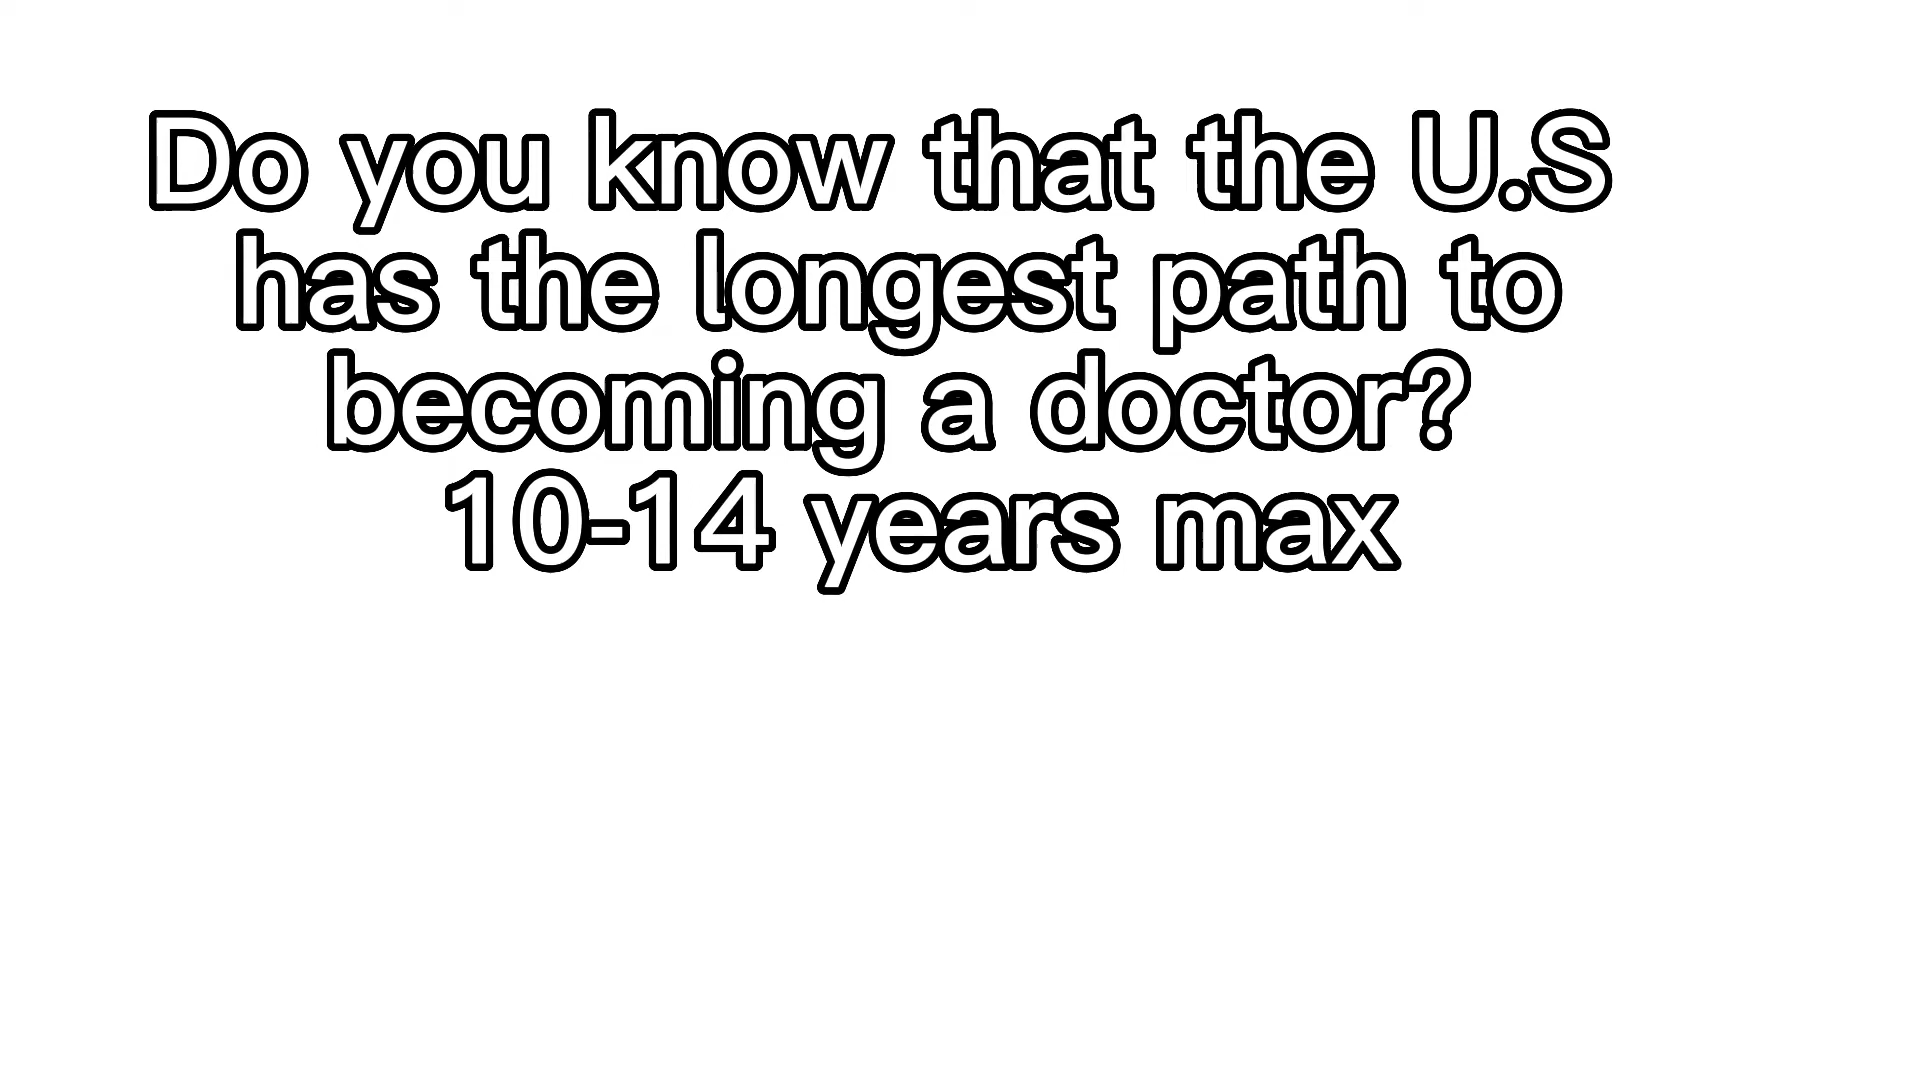 Do you know that the U.S
has the longest path to
becoming a doctor?
10-14 years max